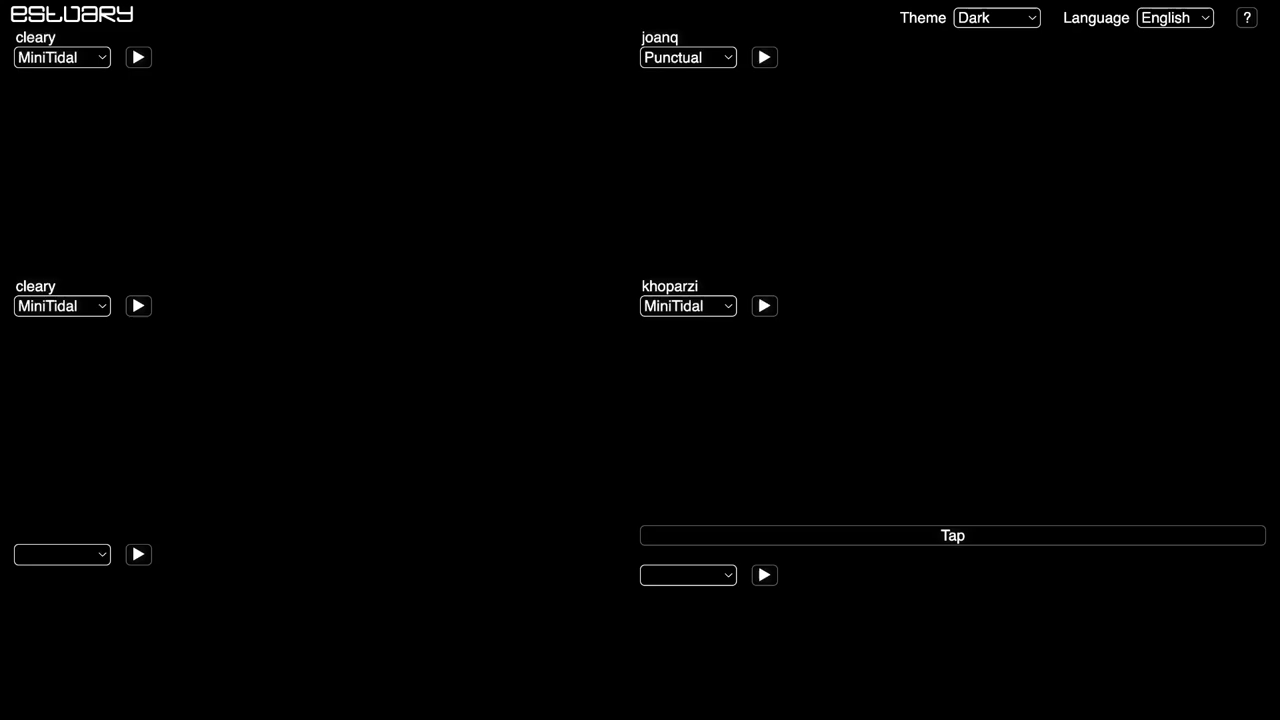 estuary
Theme Dark Language English ?
cleary
MiniTidal
joanq
Punctual
cleary
MiniTidal
khoparzi
MiniTidal
Tap